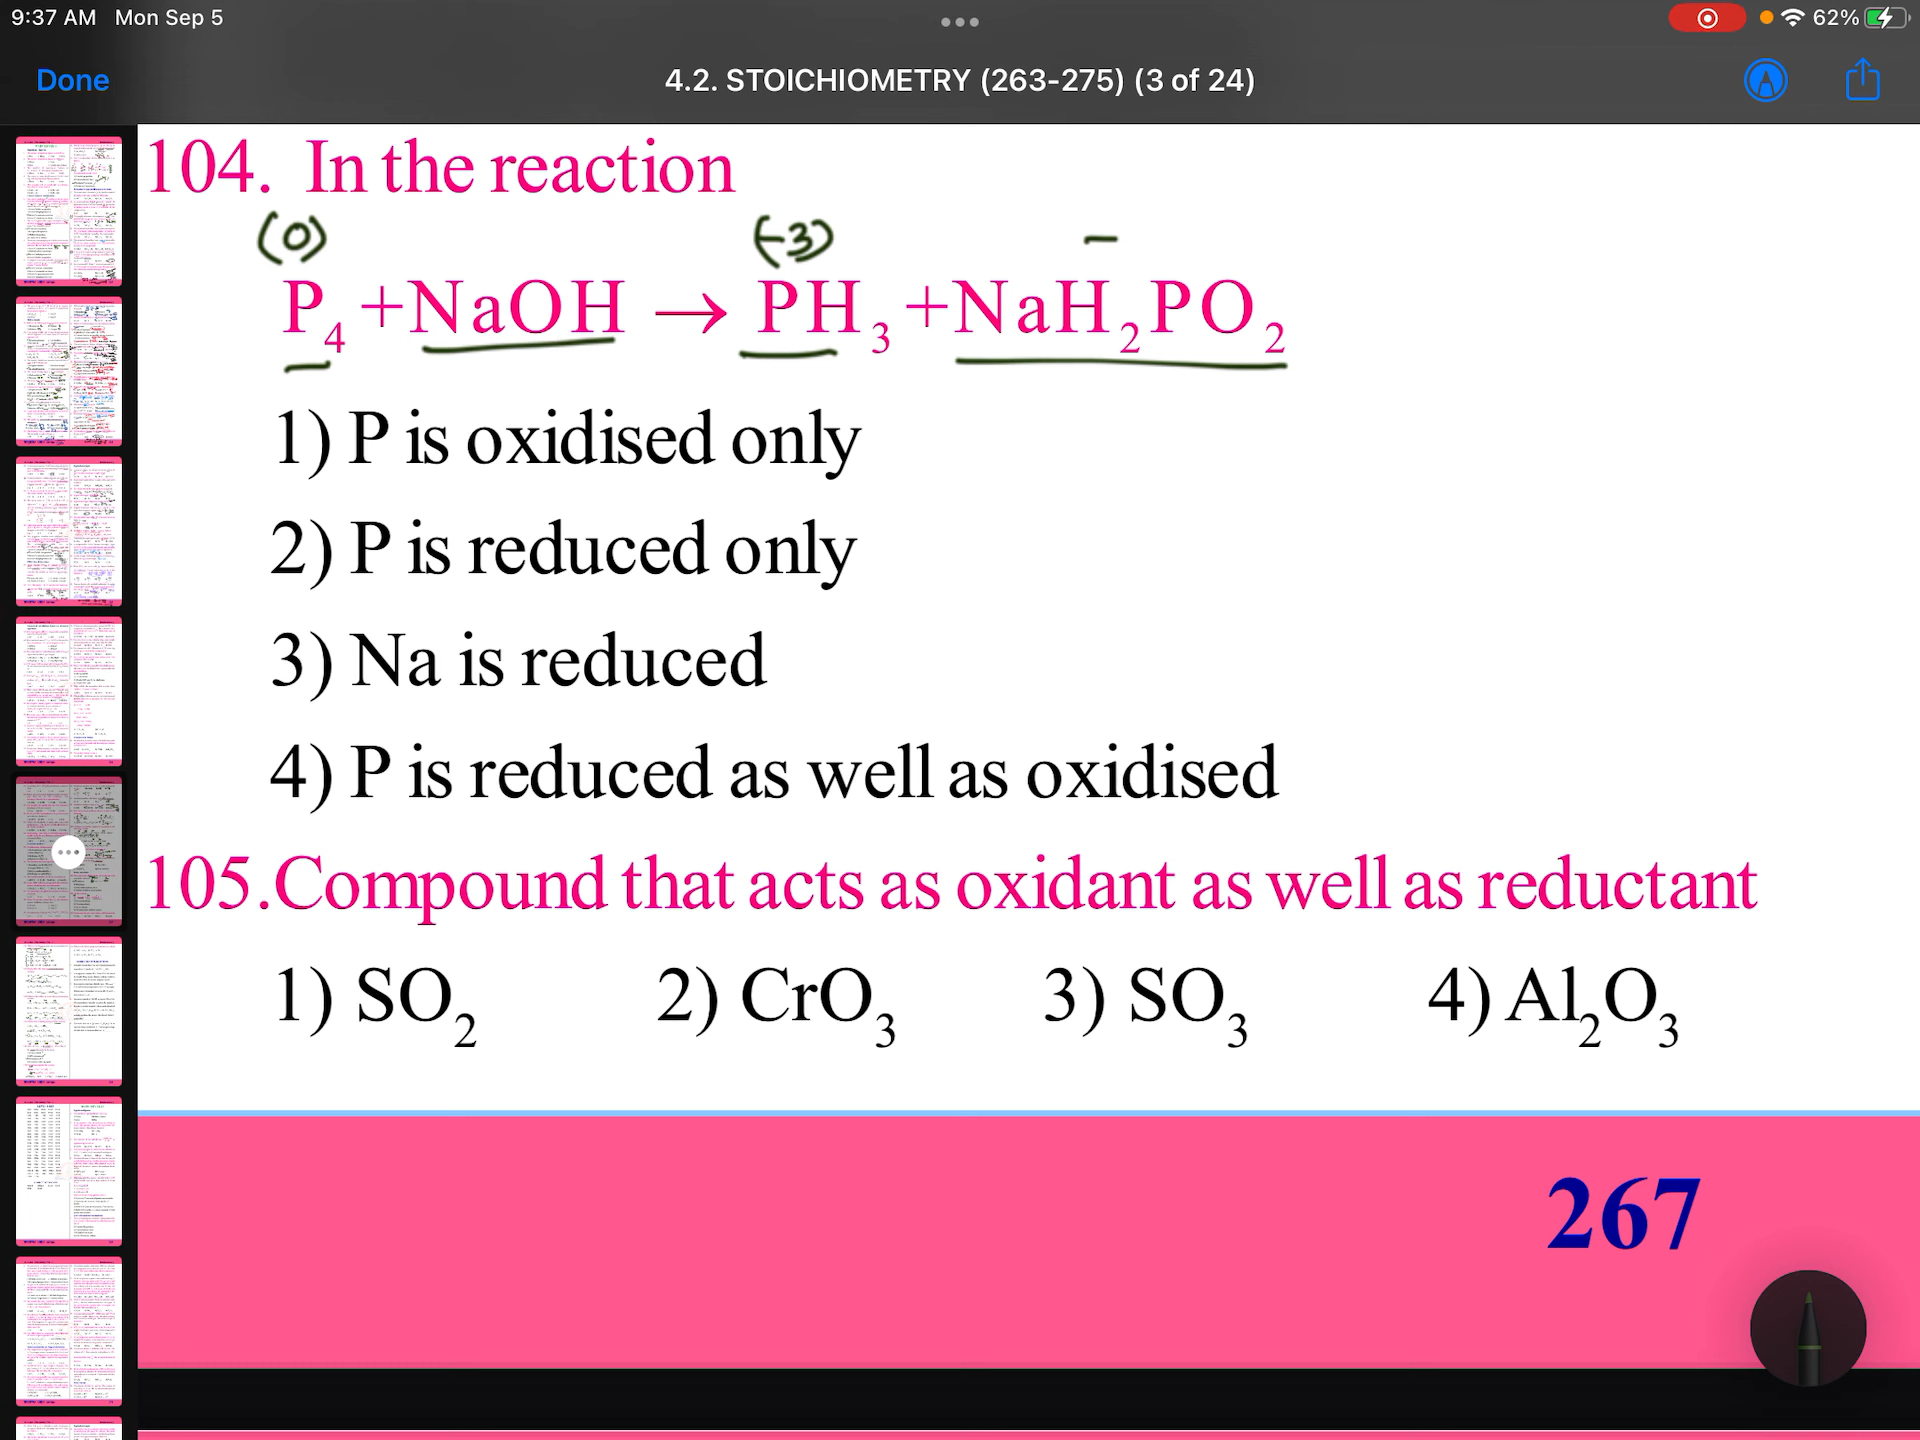 9:37 AM Mon Sep 5
62%
Done
4.2. STOICHIOMETRY (263-275) (3 of 24)
104. In the reaction
(0) (-3) –
P₄ + NaOH → PH₃ + NaH₂PO₂
1) P is oxidised only
2) P is reduced only
3) Na is reduced
4) P is reduced as well as oxidised
105.Compound that acts as oxidant as well as reductant
1) SO₂ 2) CrO₃ 3) SO₃ 4) Al₂O₃
267